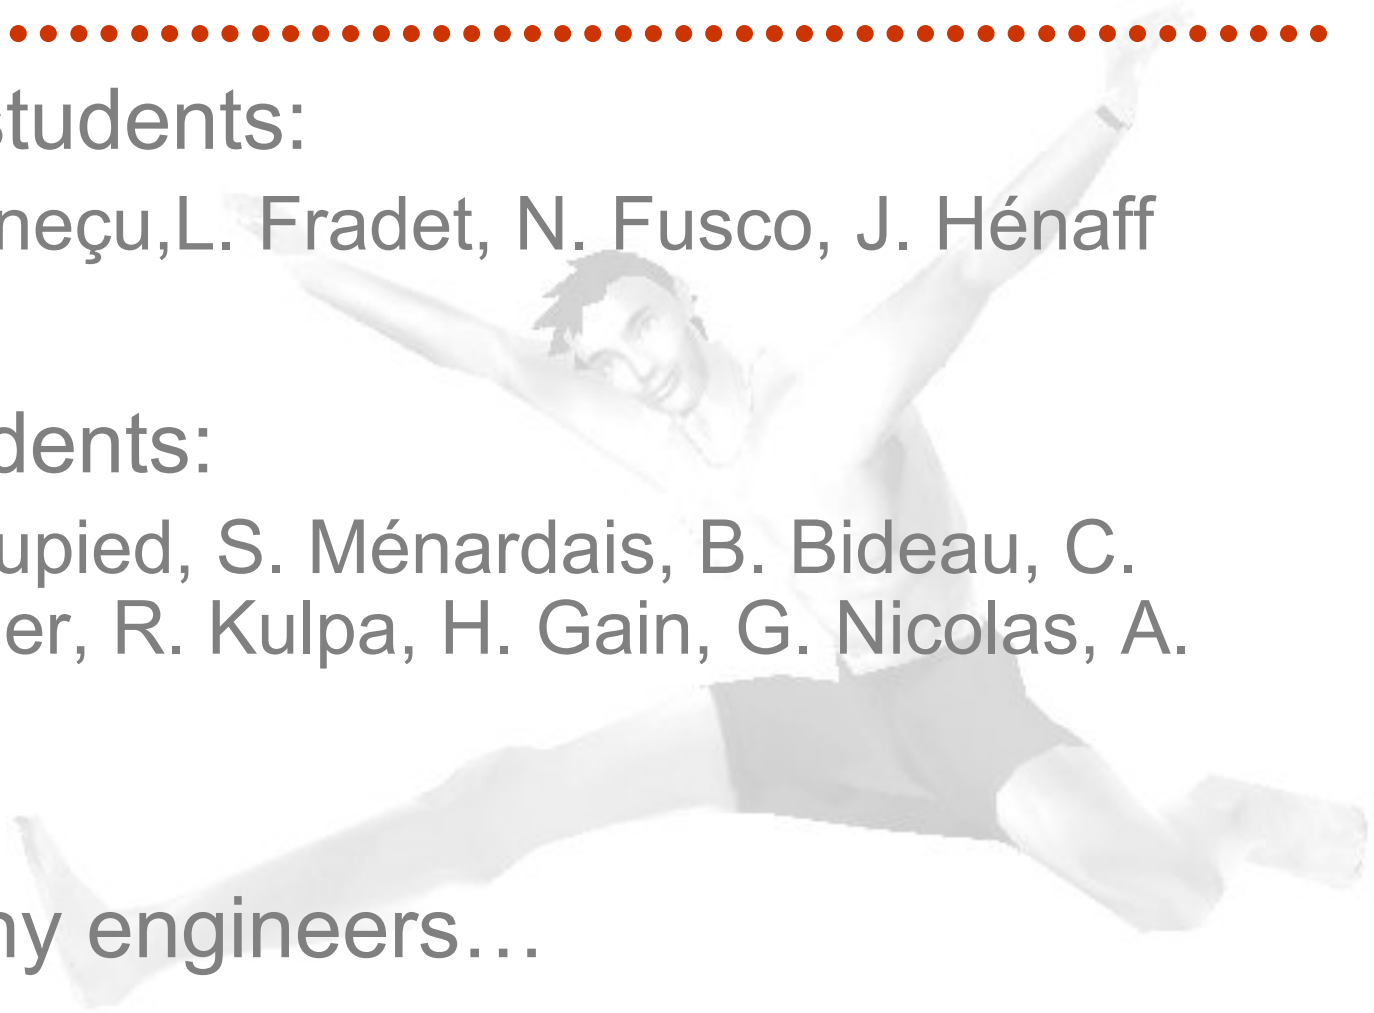 students:
neçu,L. Fradet, N. Fusco, J. Hénaff
dents:
upied, S. Ménardais, B. Bideau, C.
er, R. Kulpa, H. Gain, G. Nicolas, A.
ny engineers…